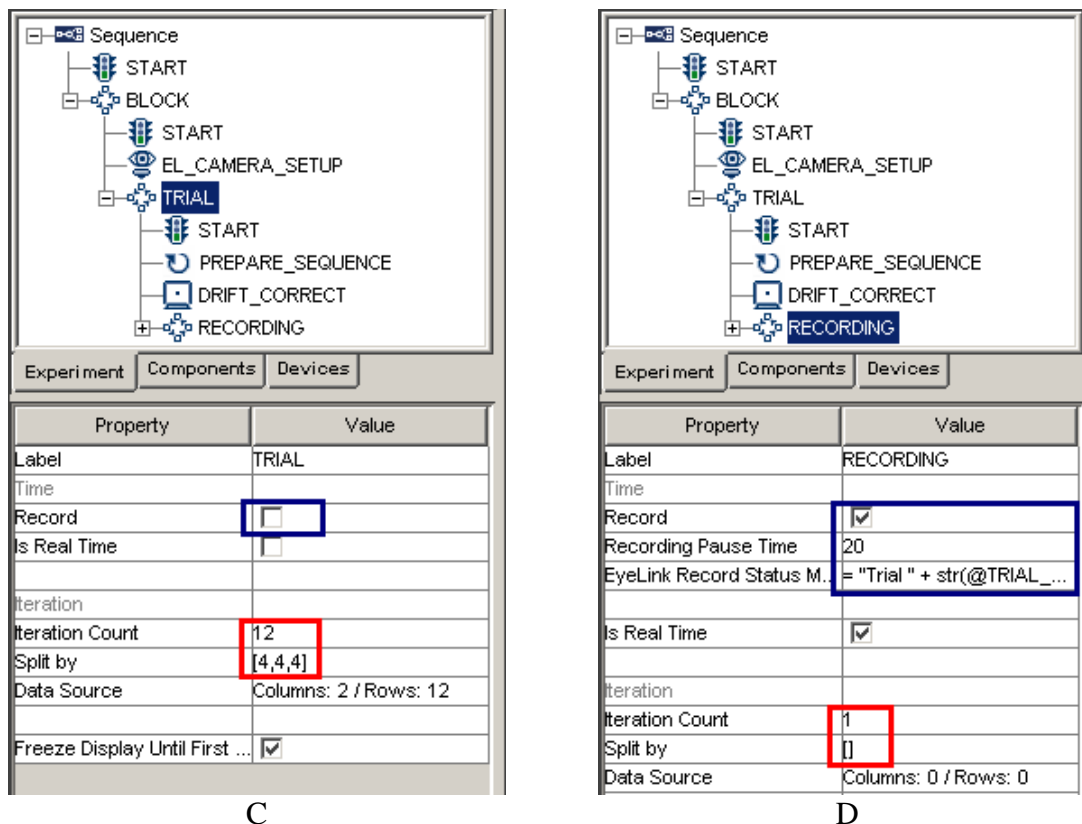 Sequence
START
BLOCK
START
EL_CAMERA_SETUP
TRIAL
START
PREPARE_SEQUENCE
DRIFT_CORRECT
RECORDING
Experiment Components Devices
Property Value
Label TRIAL
Time
Record
Is Real Time
Iteration
Iteration Count 12
Split by [4,4,4]
Data Source Columns: 2 / Rows: 12
Freeze Display Until First ...
C
Sequence
START
BLOCK
START
EL_CAMERA_SETUP
TRIAL
START
PREPARE_SEQUENCE
DRIFT_CORRECT
RECORDING
Experiment Components Devices
Property Value
Label RECORDING
Time
Record
Recording Pause Time 20
EyeLink Record Status M... = "Trial " + str(@TRIAL_...
Is Real Time
Iteration
Iteration Count 1
Split by []
Data Source Columns: 0 / Rows: 0
D